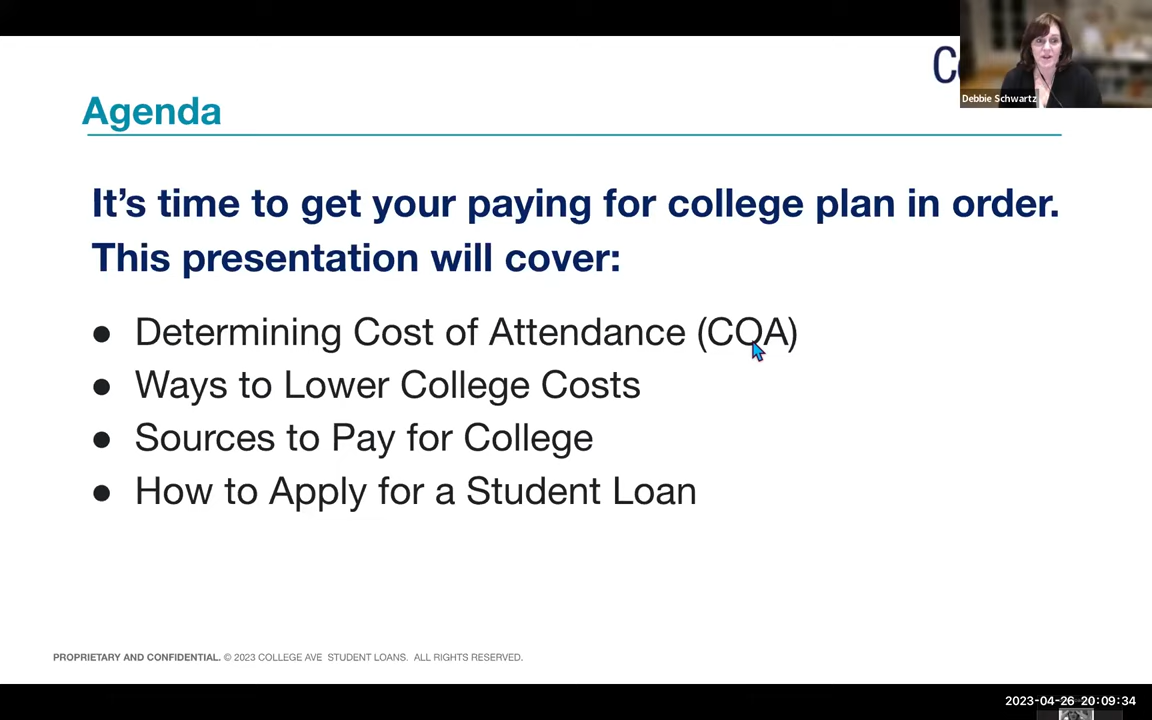 Agenda
Debbie Schwartz
It's time to get your paying for college plan in order.
This presentation will cover:
● Determining Cost of Attendance (COA)
● Ways to Lower College Costs
● Sources to Pay for College
● How to Apply for a Student Loan
PROPRIETARY AND CONFIDENTIAL. © 2023 COLLEGE AVE STUDENT LOANS. ALL RIGHTS RESERVED.
2023-04-26 20:09:34